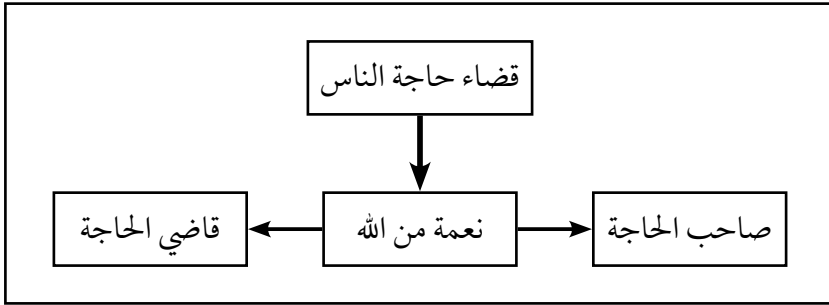 قضاء حاجة الناس
صاحب الحاجة
نعمة من الله
قاضي الحاجة